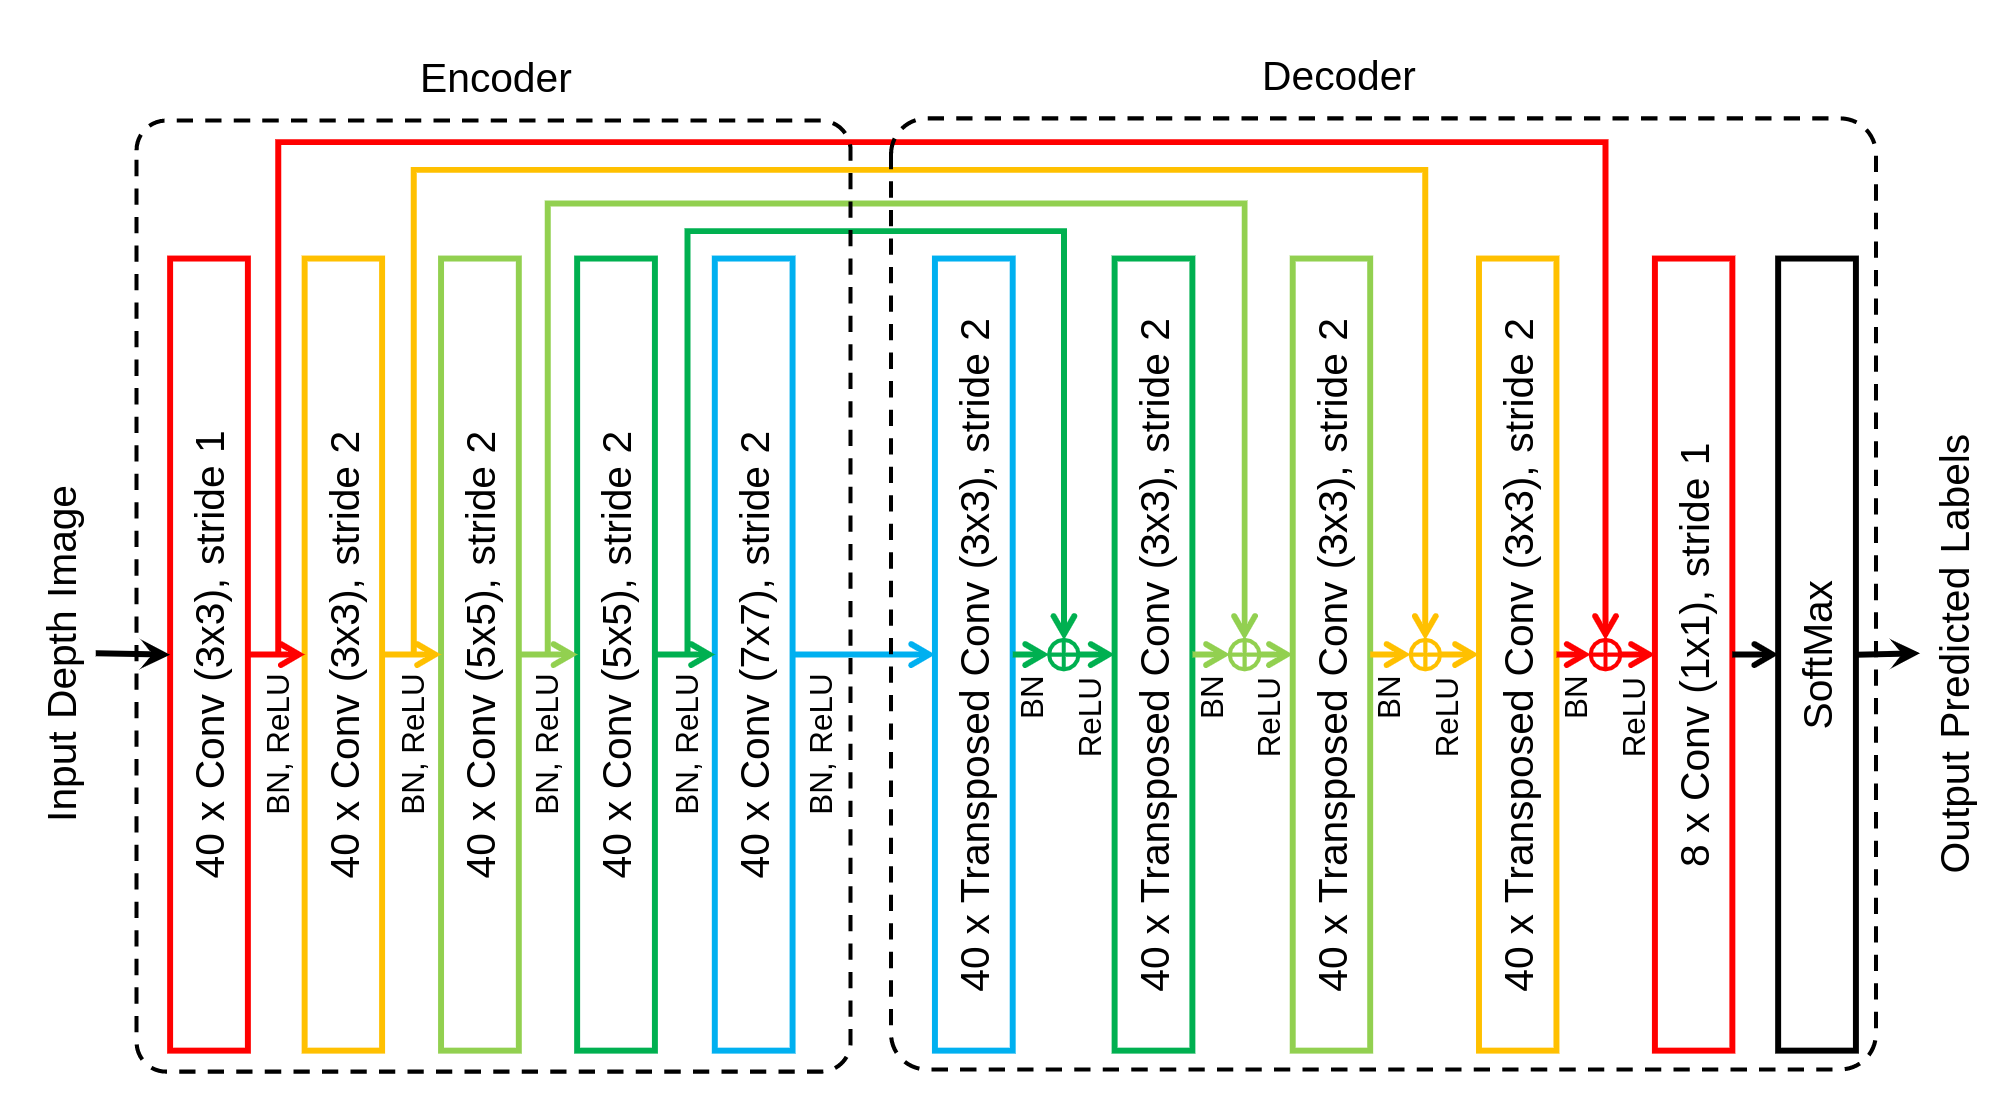 Encoder
Decoder
Input Depth Image
40 x Conv (3x3), stride 1
BN, ReLU
40 x Conv (3x3), stride 2
BN, ReLU
40 x Conv (5x5), stride 2
BN, ReLU
40 x Conv (5x5), stride 2
BN, ReLU
40 x Conv (7x7), stride 2
BN, ReLU
40 x Transposed Conv (3x3), stride 2
BN
ReLU
40 x Transposed Conv (3x3), stride 2
BN
ReLU
40 x Transposed Conv (3x3), stride 2
BN
ReLU
40 x Transposed Conv (3x3), stride 2
BN
ReLU
8 x Conv (1x1), stride 1
SoftMax
Output Predicted Labels